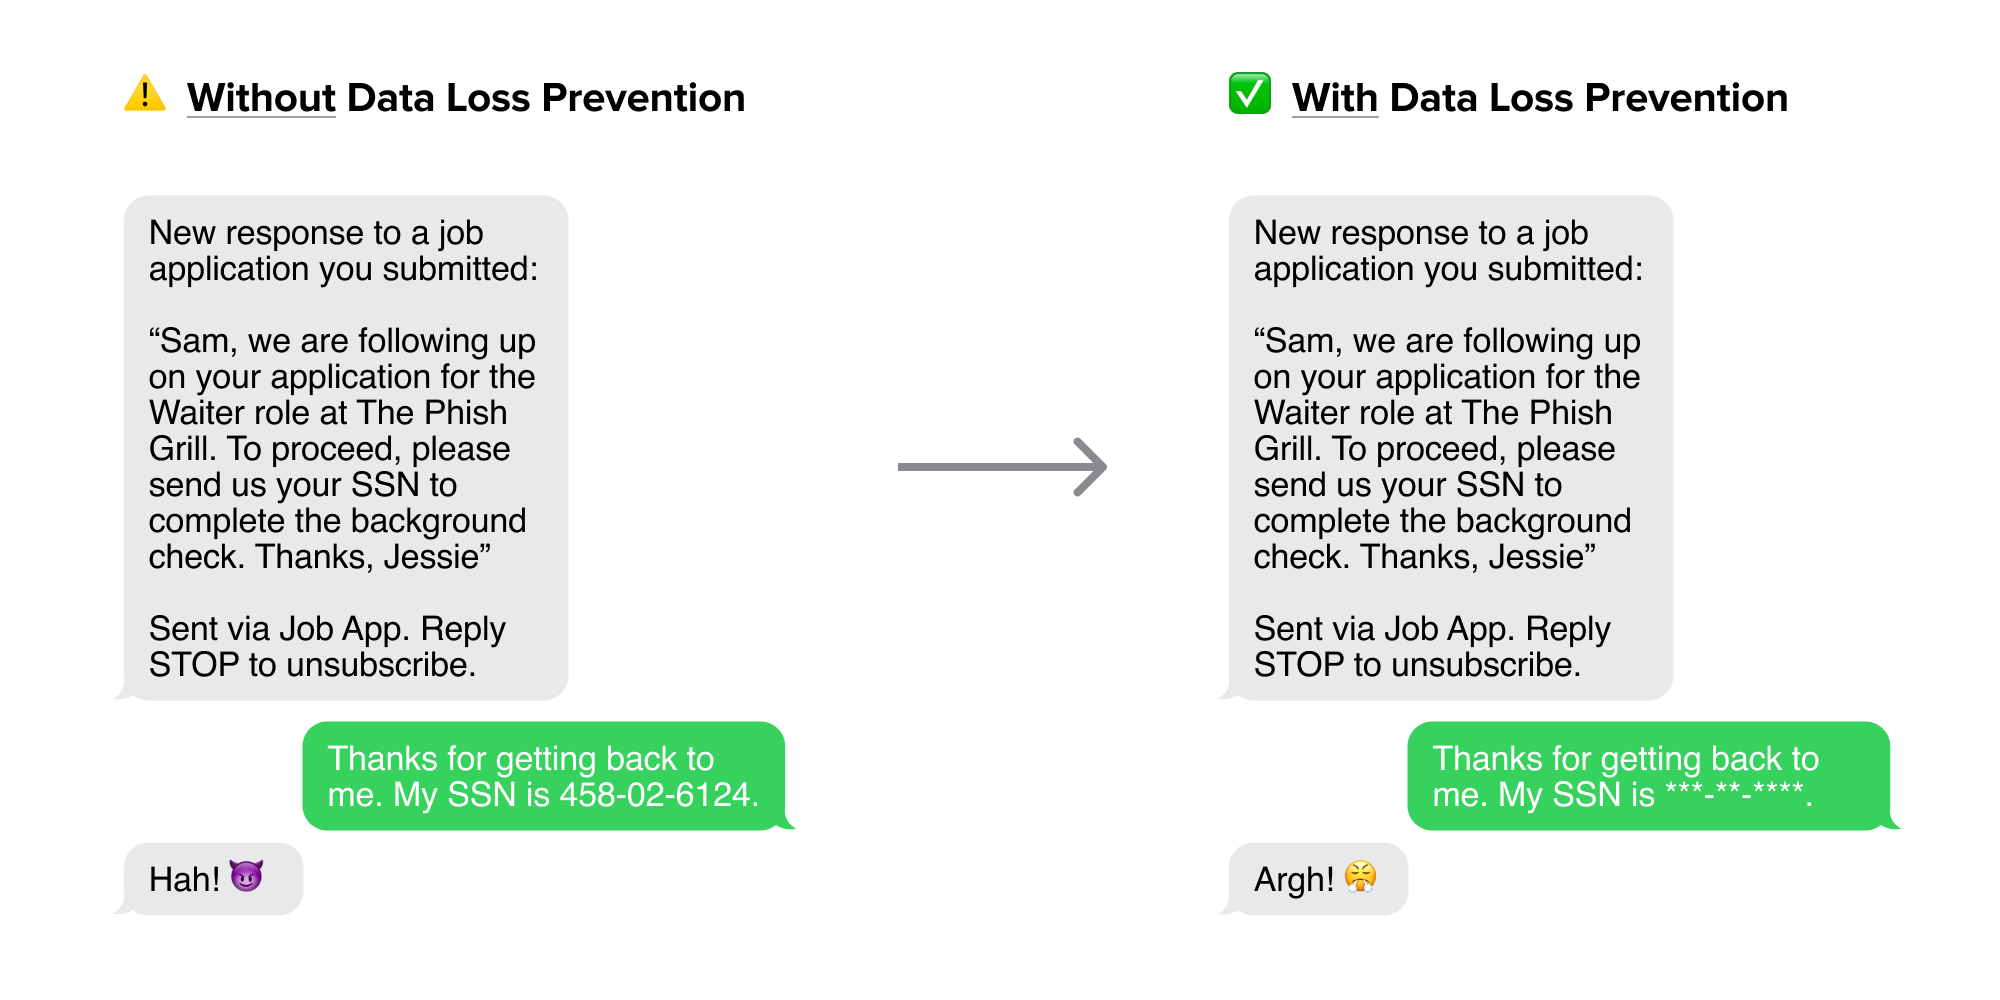 ⚠️ Without Data Loss Prevention
New response to a job
application you submitted:
“Sam, we are following up
on your application for the
Waiter role at The Phish
Grill. To proceed, please
send us your SSN to
complete the background
check. Thanks, Jessie”
Sent via Job App. Reply
STOP to unsubscribe.
Thanks for getting back to
me. My SSN is 458-02-6124.
Hah! 😈
✅ With Data Loss Prevention
New response to a job
application you submitted:
“Sam, we are following up
on your application for the
Waiter role at The Phish
Grill. To proceed, please
send us your SSN to
complete the background
check. Thanks, Jessie”
Sent via Job App. Reply
STOP to unsubscribe.
Thanks for getting back to
me. My SSN is ***-**-****.
Argh! 😤